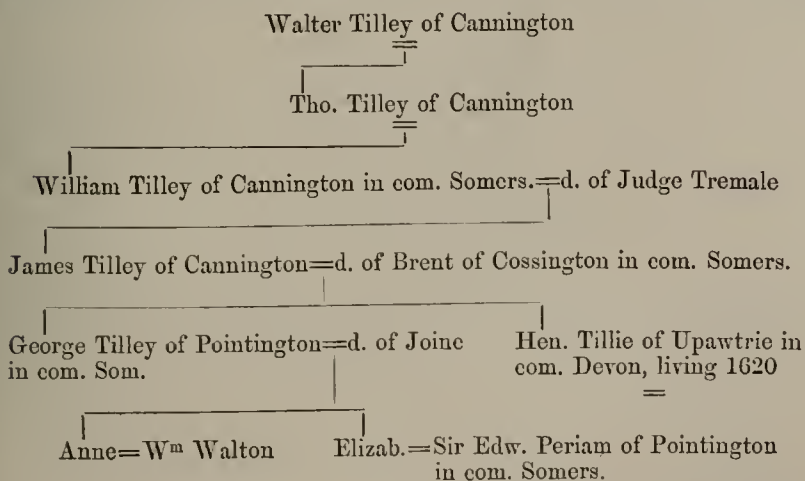 Walter Tilley of Cannington
Tho. Tilley of Cannington
William Tilley of Cannington in com. Somers.=d. of Judge Tremale
James Tilley of Cannington=d. of Brent of Cossington in com. Somers.
George Tilley of Pointington=d. of Joine
in com. Som.
Hen. Tillie of Upawtrie in
com. Devon, living 1620
=
Anne=Wᵐ Walton
Elizab.=Sir Edw. Periam of Pointington
in com. Somers.